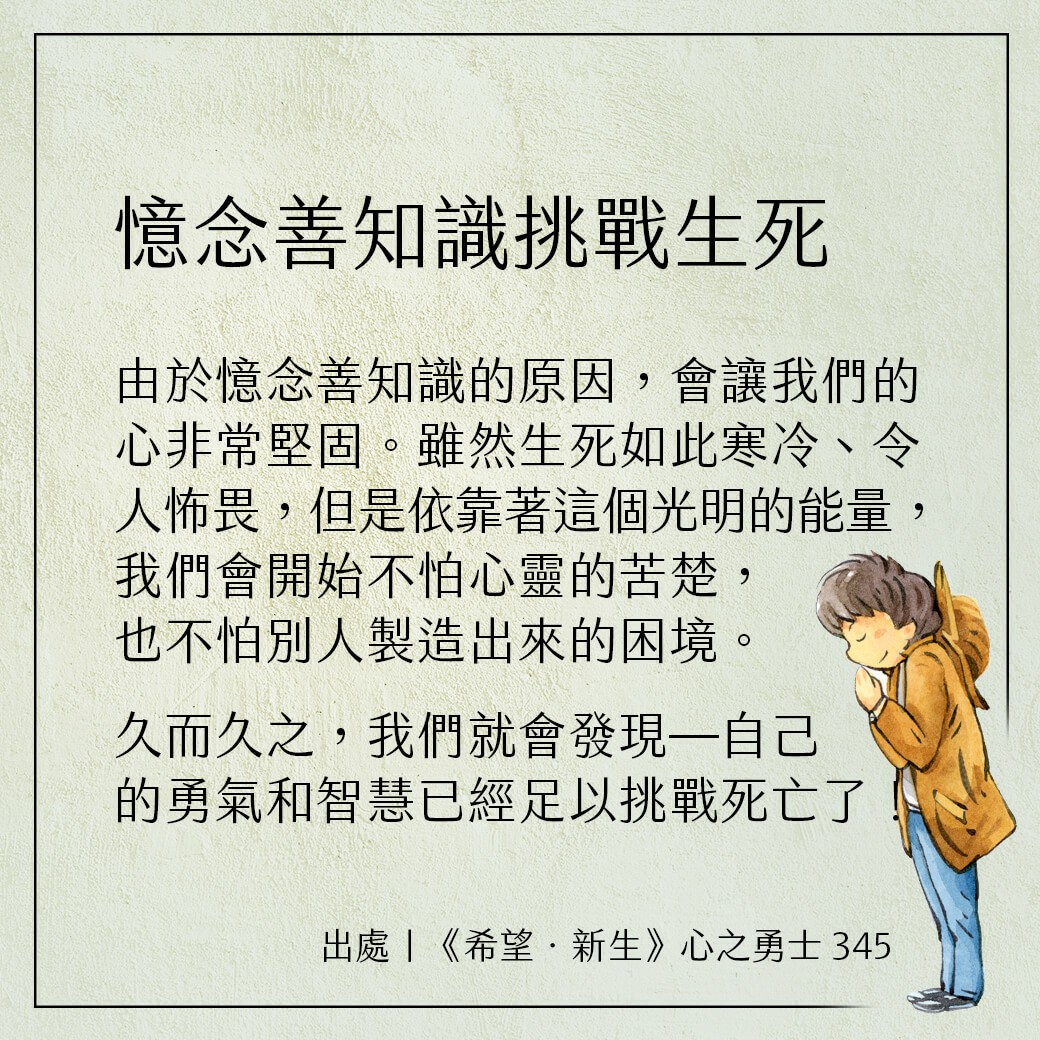 憶念善知識挑戰生死
由於憶念善知識的原因，會讓我們的
心非常堅固。雖然生死如此寒冷、令
人怖畏，但是依靠著這個光明的能量，
我們會開始不怕心靈的苦楚，
也不怕別人製造出來的困境。
久而久之，我們就會發現—自己
的勇氣和智慧已經足以挑戰死亡了！
出處｜《希望．新生》心之勇士 345